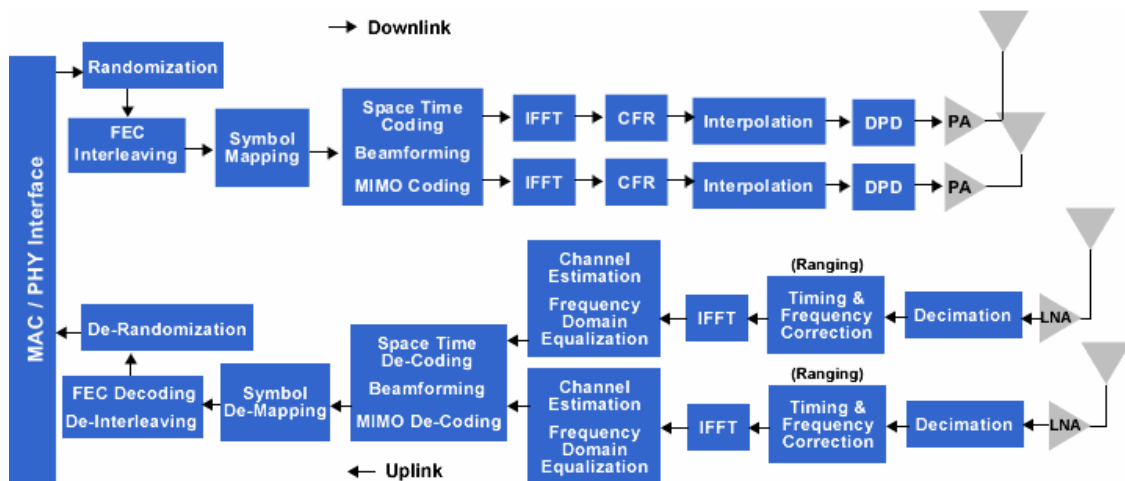 Downlink
MAC / PHY Interface
Randomization
FEC
Interleaving
Symbol
Mapping
Space Time
Coding
Beamforming
MIMO Coding
IFFT
CFR
Interpolation
DPD
PA
IFFT
CFR
Interpolation
DPD
PA
De-Randomization
FEC Decoding
De-Interleaving
Symbol
De-Mapping
Space Time
De-Coding
Beamforming
MIMO De-Coding
Channel
Estimation
Frequency
Domain
Equalization
IFFT
(Ranging)
Timing &
Frequency
Correction
Decimation
LNA
Channel
Estimation
Frequency
Domain
Equalization
IFFT
(Ranging)
Timing &
Frequency
Correction
Decimation
LNA
Uplink